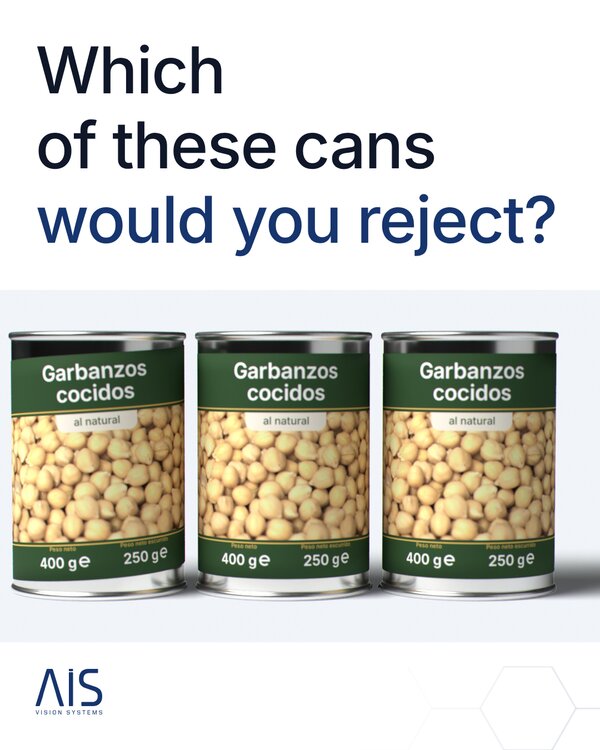 Which
of these cans
would you reject?
Garbanzos
cocidos
al natural
Peso neto
400 g e
Peso neto escurrido
250 g e
Garbanzos
cocidos
al natural
Peso neto
400 g e
Peso neto escurrido
250 g e
Garbanzos
cocidos
al natural
Peso neto
400 g e
Peso neto escurrido
250 g e
AIS
VISION SYSTEMS